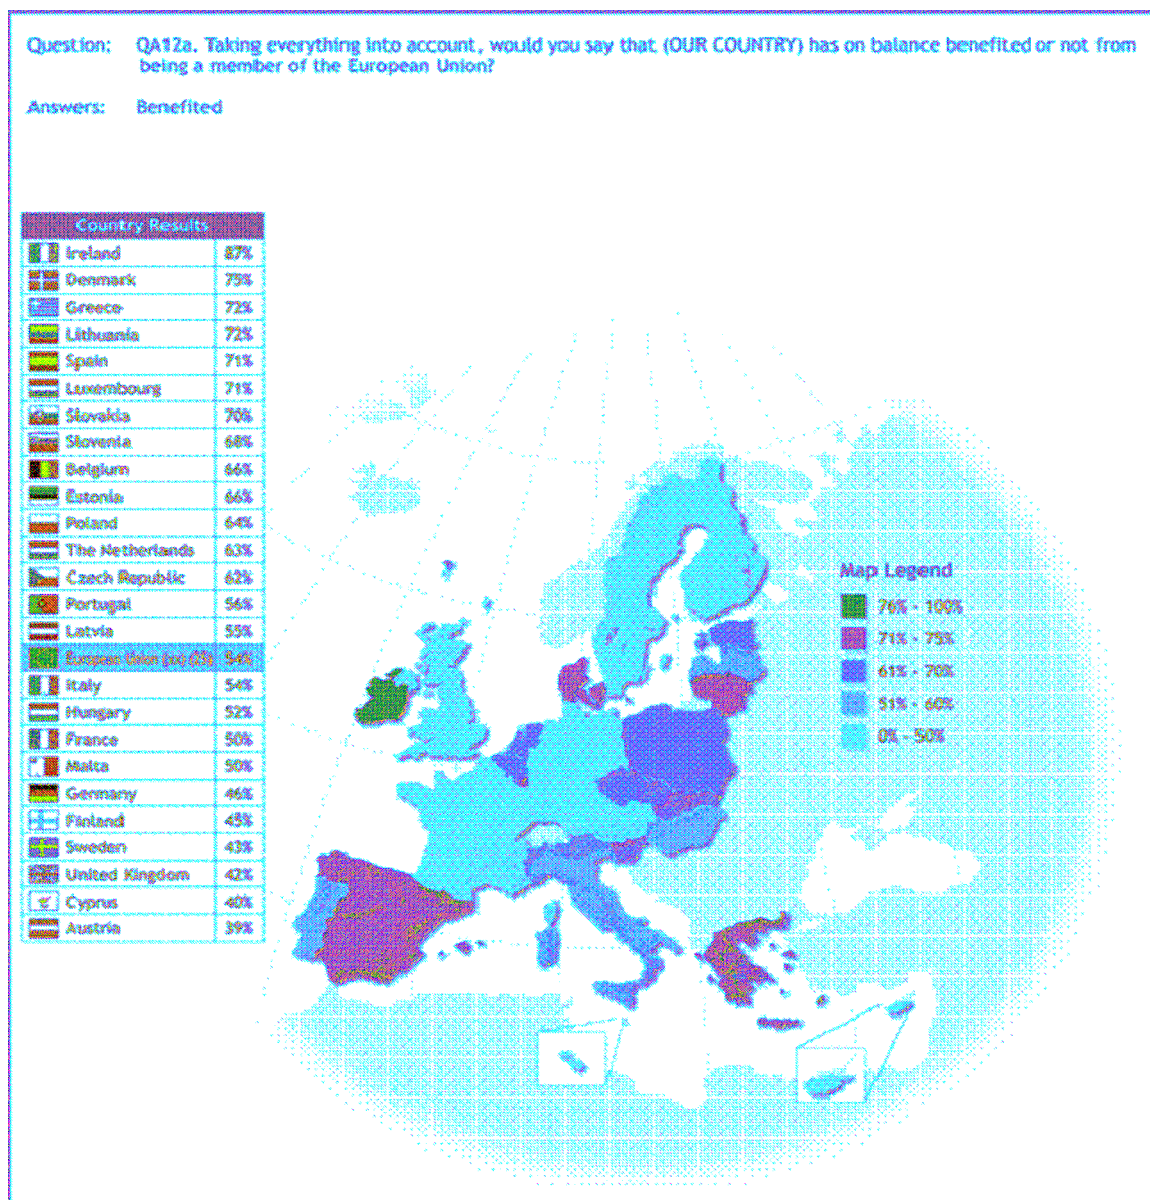 Question: QA12a. Taking everything into account, would you say that (OUR COUNTRY) has on balance benefited or not from
being a member of the European Union?
Answers: Benefited
Country Results
Ireland 87%
Denmark 75%
Greece 72%
Lithuania 72%
Spain 71%
Luxembourg 71%
Slovakia 70%
Slovenia 68%
Belgium 66%
Estonia 66%
Poland 64%
The Netherlands 63%
Czech Republic 62%
Portugal 56%
Latvia 55%
European Union (25) 54%
Italy 54%
Hungary 52%
France 50%
Malta 50%
Germany 46%
Finland 45%
Sweden 43%
United Kingdom 42%
Cyprus 40%
Austria 39%
Map Legend
76% - 100%
71% - 75%
61% - 70%
51% - 60%
0% - 50%